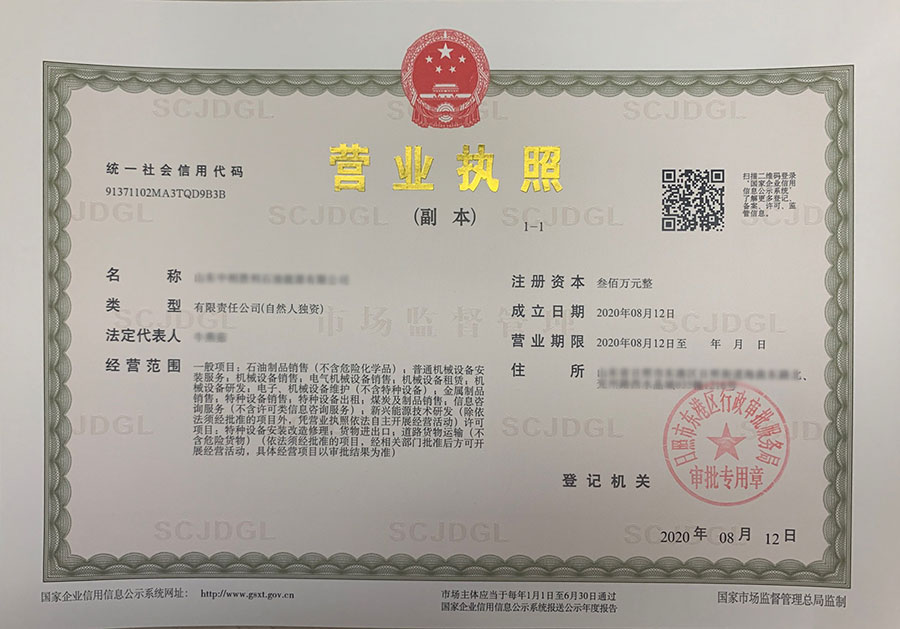 营业执照
(副 本)
1-1
统一社会信用代码
91371102MA3TQD9B3B
扫描二维码登录
'国家企业信用
信息公示系统'
了解更多登记、
备案、许可、监
管信息。
名 称
类 型 有限责任公司(自然人独资)
法定代表人
经营范围 一般项目：石油制品销售（不含危险化学品）；普通机械设备安
装服务；机械设备销售；电气机械设备销售；机械设备租赁；机
械设备研发；电子、机械设备维护（不含特种设备）；金属制品
销售；特种设备销售；特种设备出租；煤炭及制品销售；信息咨
询服务（不含许可类信息咨询服务）；新兴能源技术研发（除依
法须经批准的项目外，凭营业执照依法自主开展经营活动）许可
项目：特种设备安装改造修理；货物进出口；道路货物运输（不
含危险货物）（依法须经批准的项目，经相关部门批准后方可开
展经营活动，具体经营项目以审批结果为准）
注册资本 叁佰万元整
成立日期 2020年08月12日
营业期限 2020年08月12日至 年 月 日
住 所
登记机关
日照市东港区行政审批服务局
审批专用章
2020 年 08 月 12 日
国家企业信用信息公示系统网址： http://www.gsxt.gov.cn
市场主体应当于每年1月1日至6月30日通过
国家企业信用信息公示系统报送公示年度报告
国家市场监督管理总局监制
SCJDGL
市场监督管理